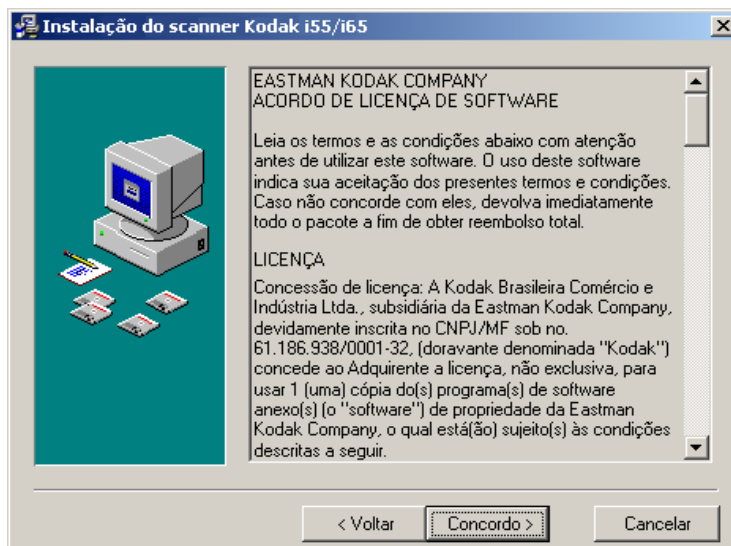 Instalação do scanner Kodak i55/i65
EASTMAN KODAK COMPANY
ACORDO DE LICENÇA DE SOFTWARE
Leia os termos e as condições abaixo com atenção
antes de utilizar este software. O uso deste software
indica sua aceitação dos presentes termos e condições.
Caso não concorde com eles, devolva imediatamente
todo o pacote a fim de obter reembolso total.
LICENÇA
Concessão de licença: A Kodak Brasileira Comércio e
Indústria Ltda., subsidiária da Eastman Kodak Company,
devidamente inscrita no CNPJ/MF sob no.
61.186.938/0001-32, (doravante denominada "Kodak")
concede ao Adquirente a licença, não exclusiva, para
usar 1 (uma) cópia do(s) programa(s) de software
anexo(s) (o "software") de propriedade da Eastman
Kodak Company, o qual está(ão) sujeito(s) às condições
descritas a seguir.
< Voltar
Concordo >
Cancelar